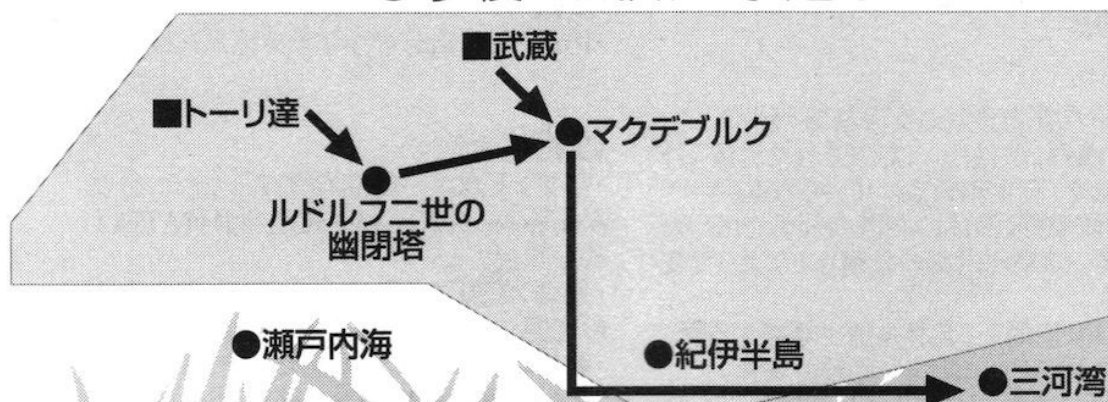 ■武蔵
■トーリ達
●マクデブルク
ルドルフ二世の
幽閉塔
●瀬戸内海
●紀伊半島
●三河湾